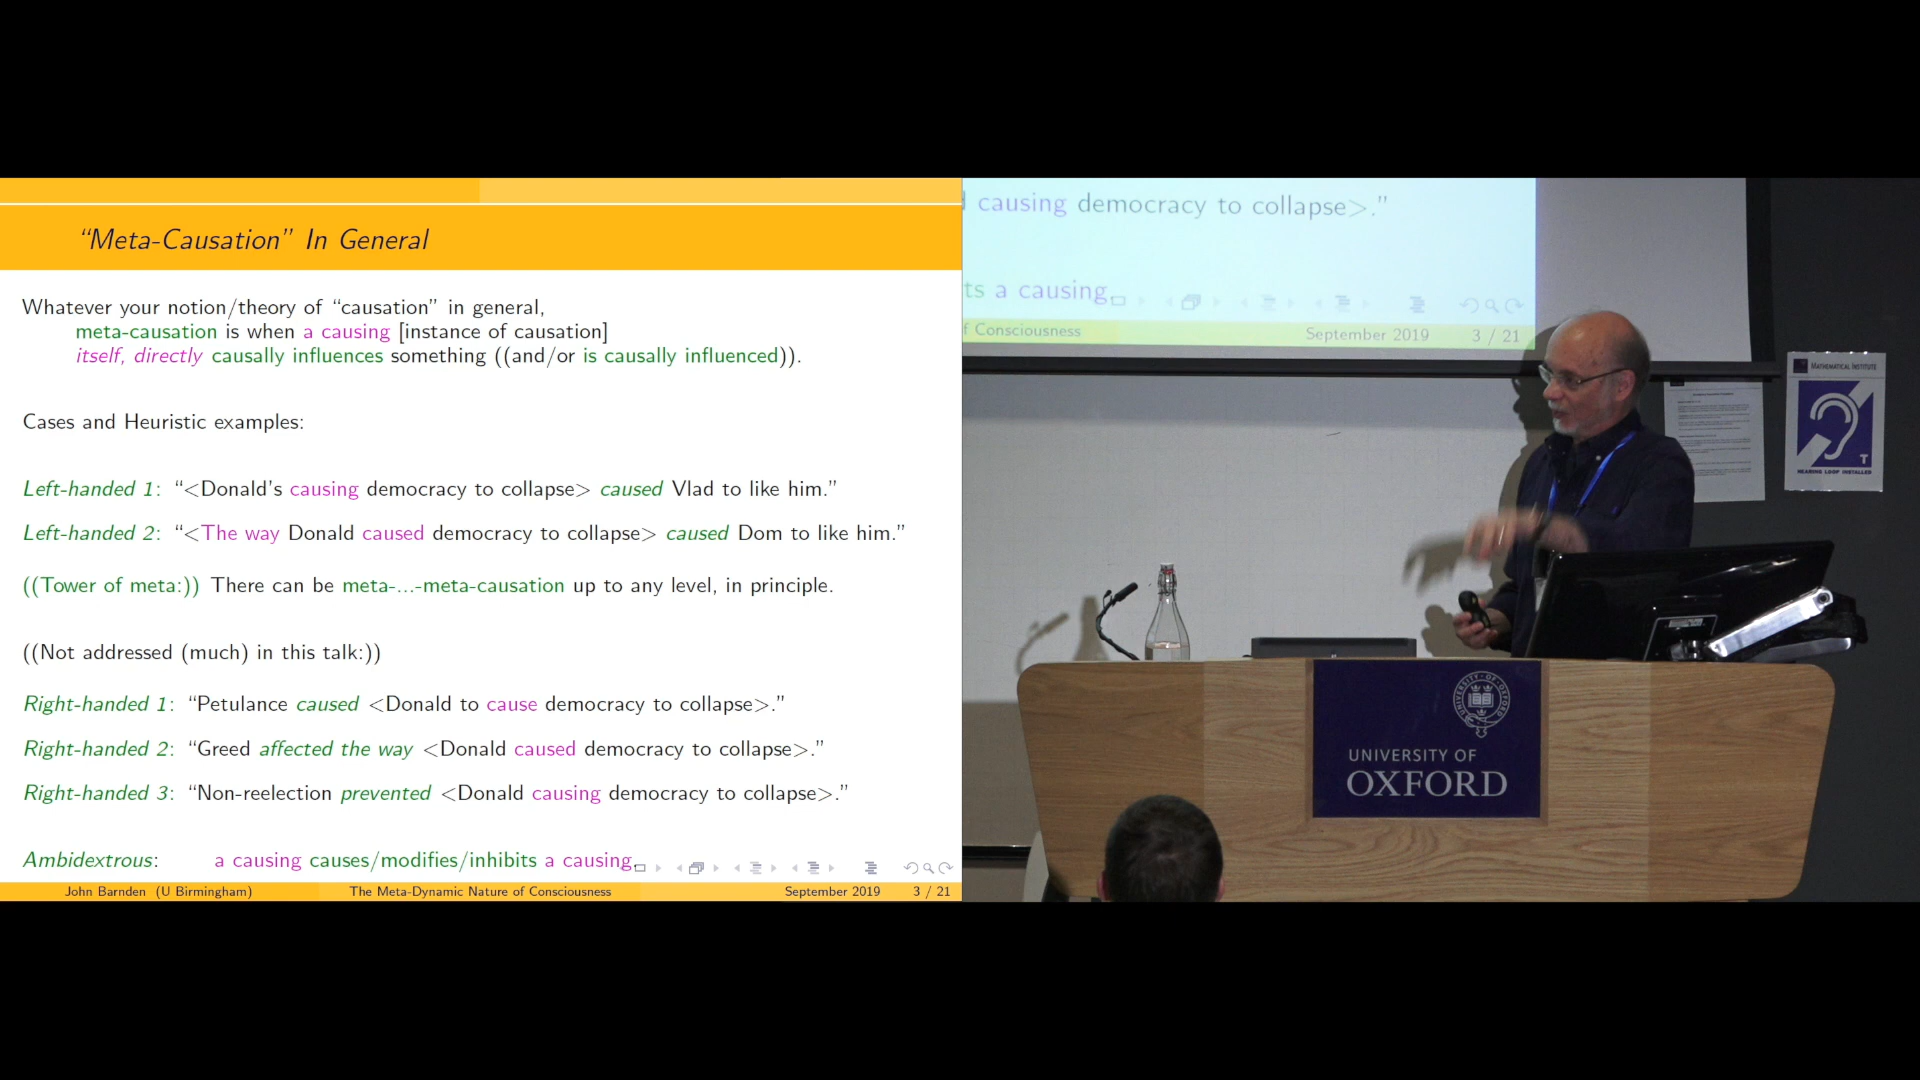 “Meta-Causation” In General
Whatever your notion/theory of “causation” in general,
meta-causation is when a causing [instance of causation]
itself, directly causally influences something ((and/or is causally influenced)).
Cases and Heuristic examples:
Left-handed 1: “<Donald’s causing democracy to collapse> caused Vlad to like him.”
Left-handed 2: “<The way Donald caused democracy to collapse> caused Dom to like him.”
((Tower of meta:)) There can be meta-...-meta-causation up to any level, in principle.
((Not addressed (much) in this talk:))
Right-handed 1: “Petulance caused <Donald to cause democracy to collapse>.”
Right-handed 2: “Greed affected the way <Donald caused democracy to collapse>.”
Right-handed 3: “Non-reelection prevented <Donald causing democracy to collapse>.”
Ambidextrous: a causing causes/modifies/inhibits a causing.
John Barnden (U Birmingham) The Meta-Dynamic Nature of Consciousness September 2019 3 / 21
causing democracy to collapse>.”
ts a causing.
f Consciousness September 2019 3 / 21
MATHEMATICAL INSTITUTE
T
HEARING LOOP INSTALLED
UNIVERSITY OF
OXFORD